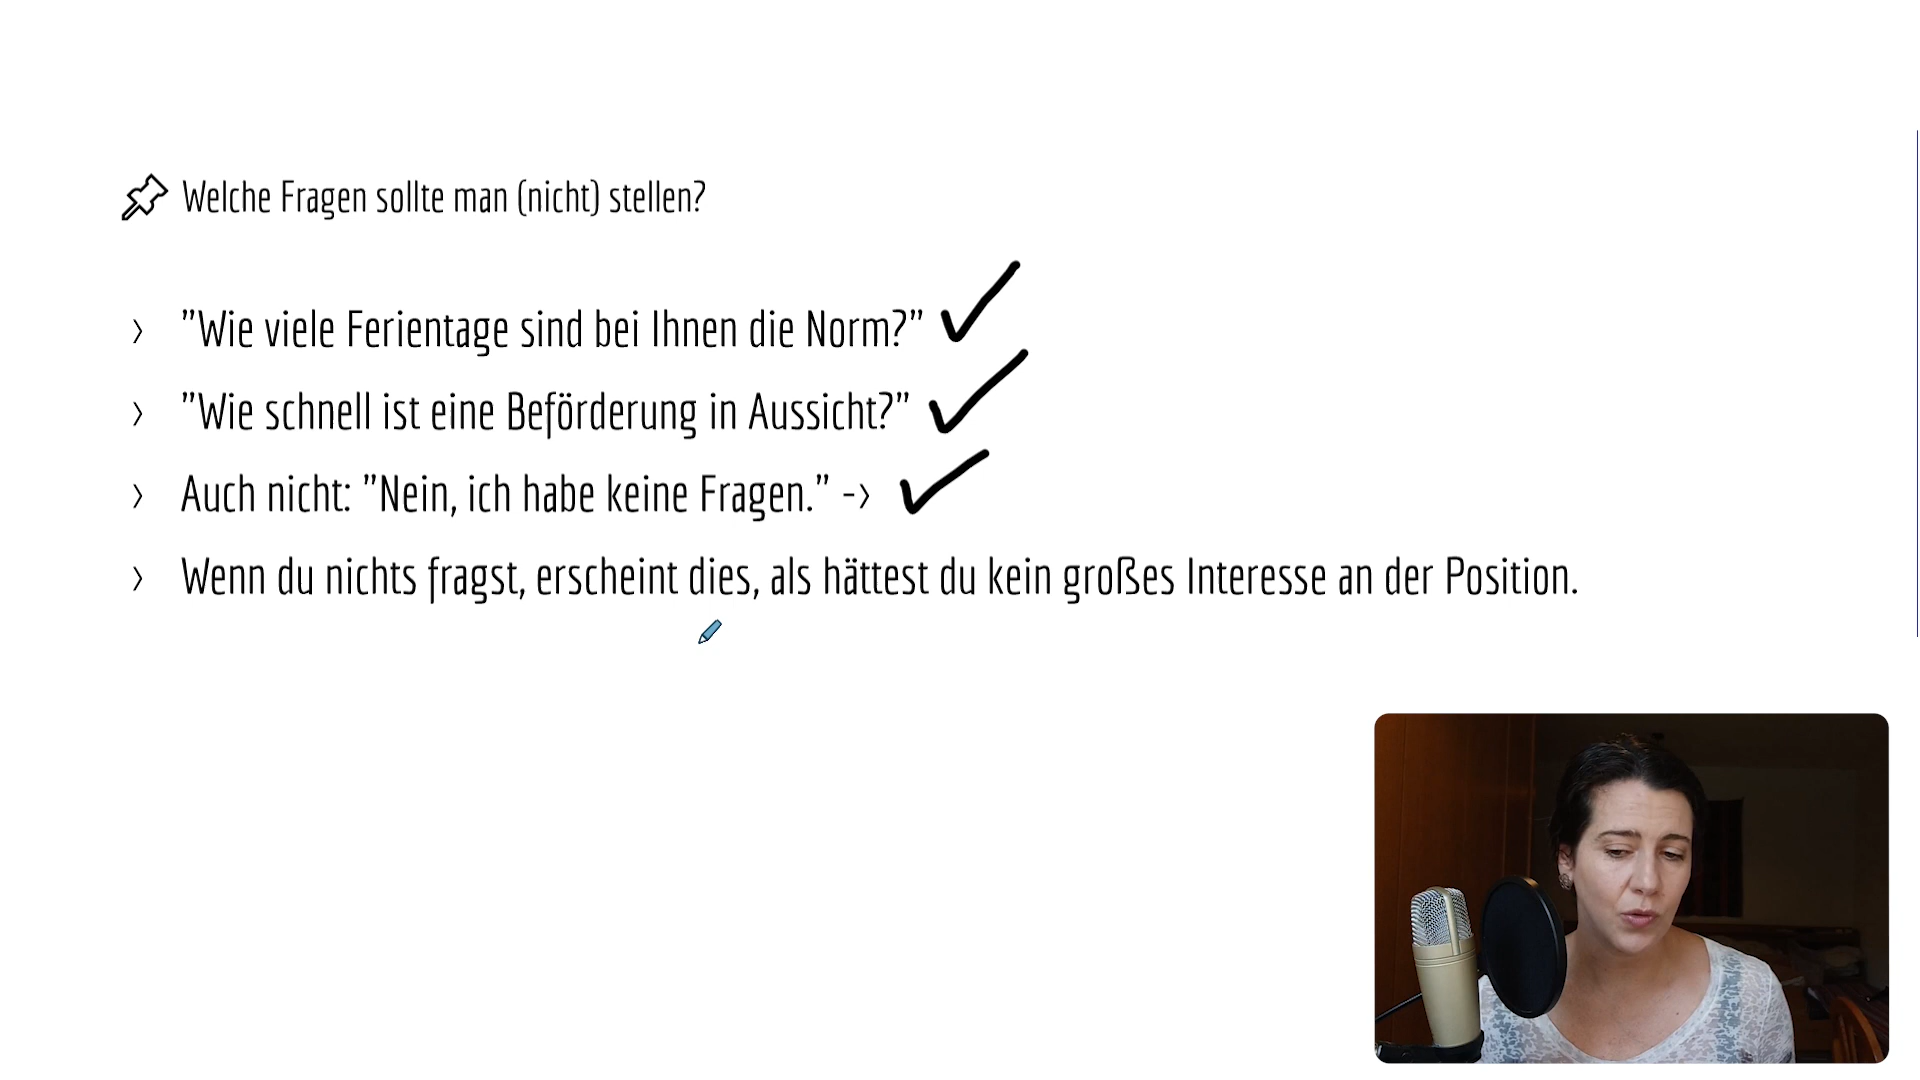 Welche Fragen sollte man (nicht) stellen?
› ”Wie viele Ferientage sind bei Ihnen die Norm?” ✓
› ”Wie schnell ist eine Beförderung in Aussicht?” ✓
› Auch nicht: ”Nein, ich habe keine Fragen.” -> ✓
› Wenn du nichts fragst, erscheint dies, als hättest du kein großes Interesse an der Position.